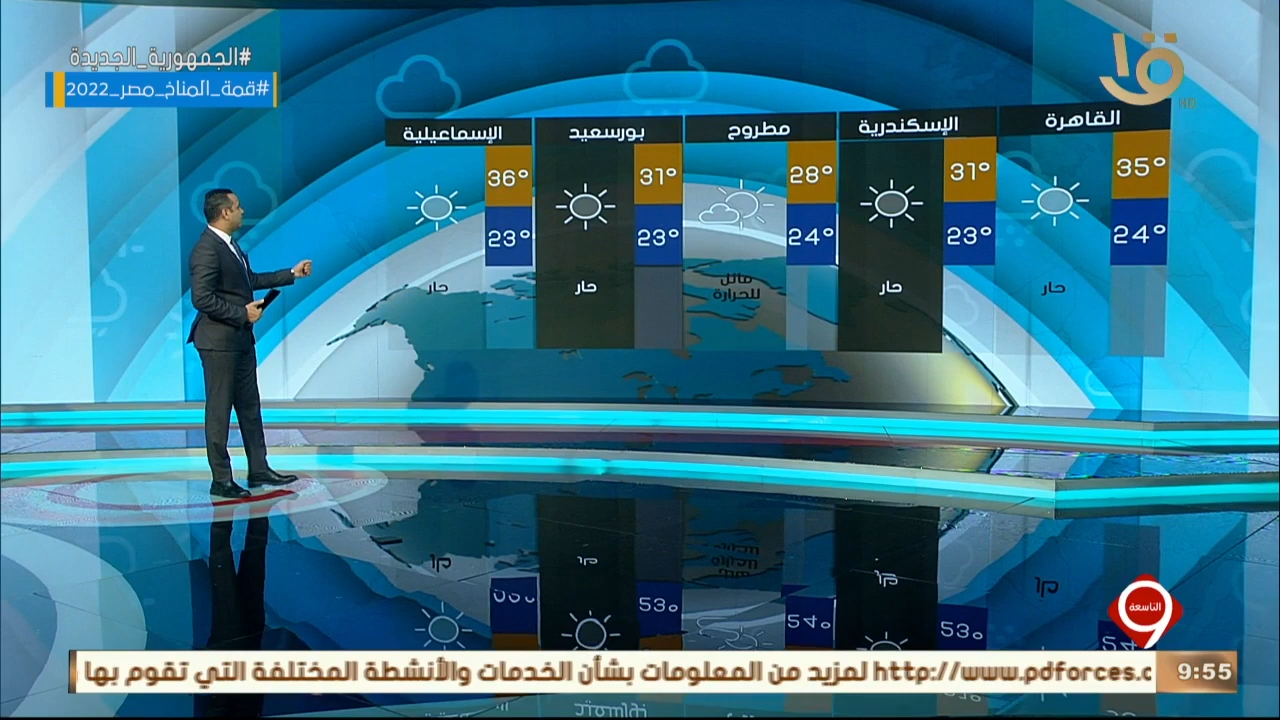 #الجمهورية_الجديدة
#قمة_المناخ_مصر_2022
القاهرة
35°
24°
حار
الإسكندرية
31°
23°
حار
مطروح
28°
24°
مائل
للحرارة
بورسعيد
31°
23°
حار
الإسماعيلية
36°
23°
حار
HD
التاسعة
9
http://www.pdforces.c لمزيد من المعلومات بشأن الخدمات والأنشطة المختلفة التي تقوم بها
9:55